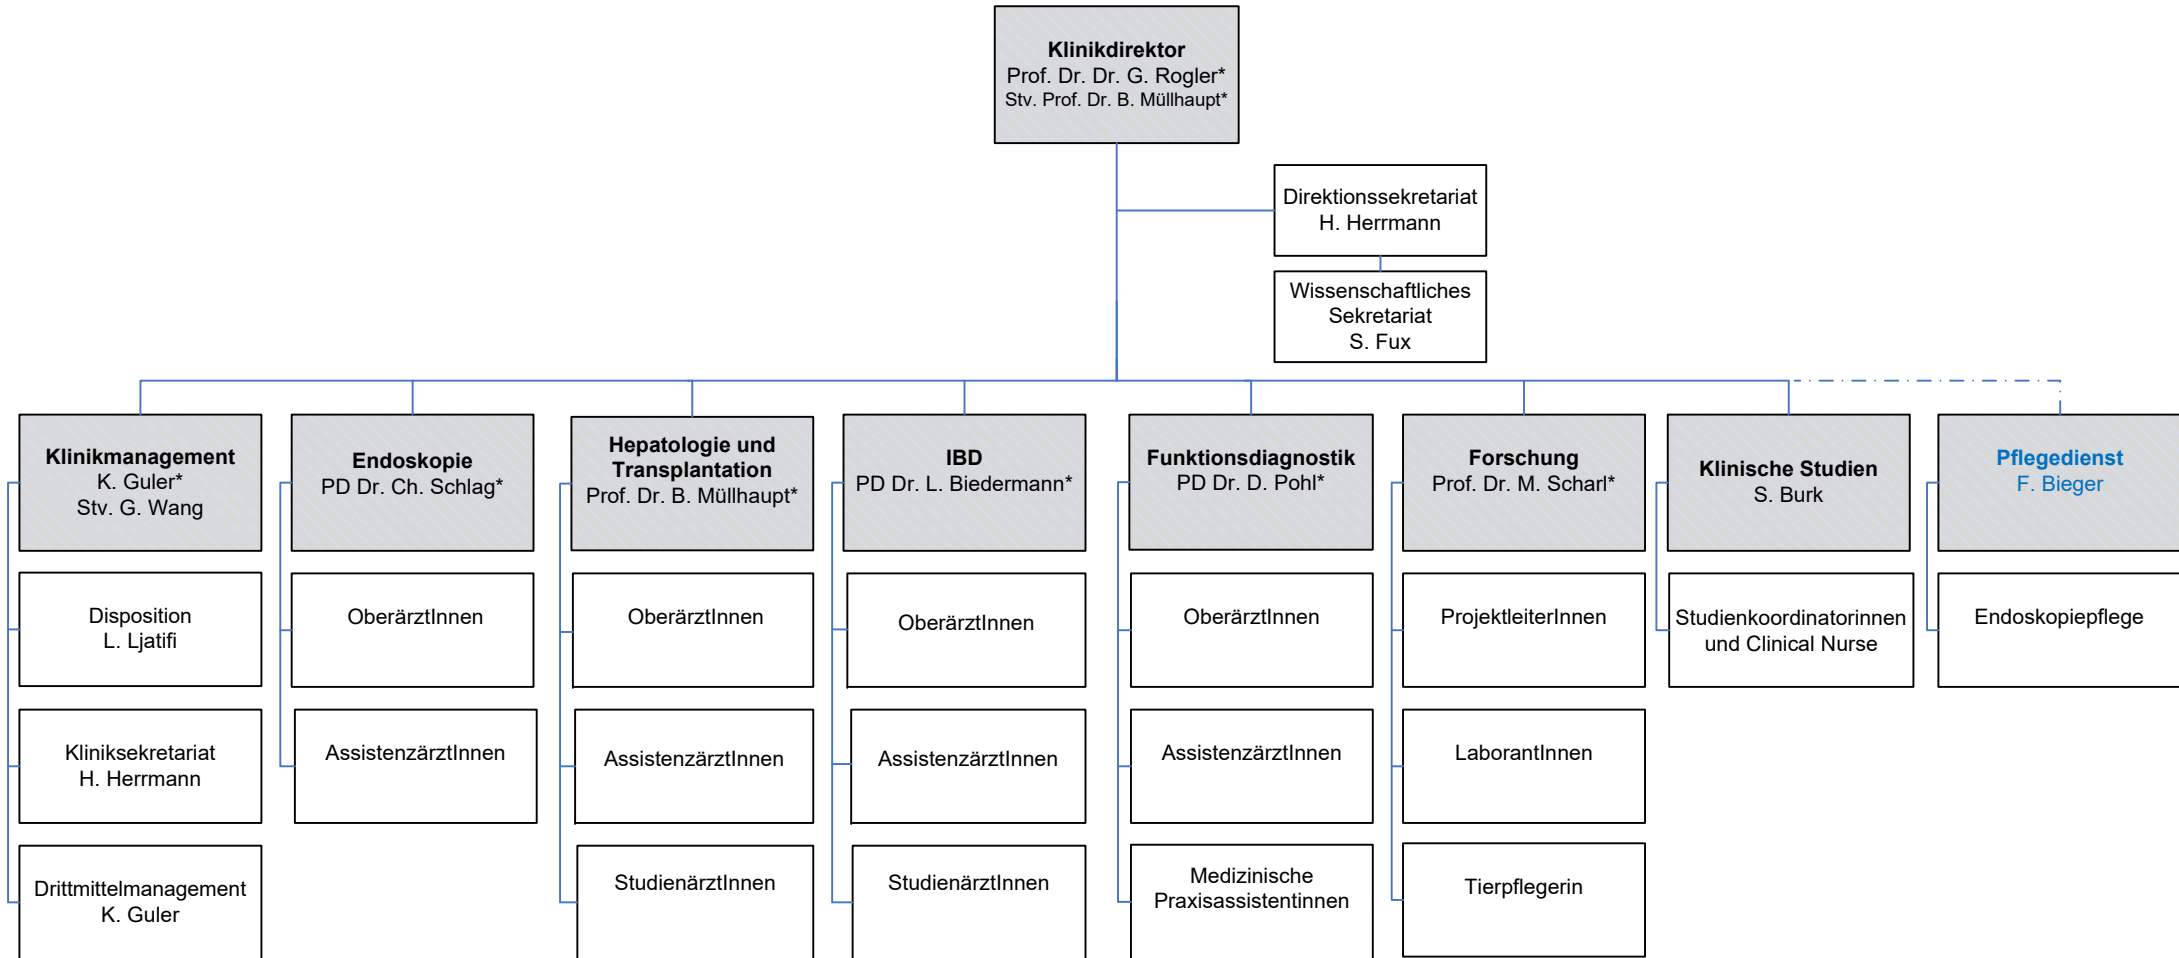 Klinikdirektor
Prof. Dr. Dr. G. Rogler*
Stv. Prof. Dr. B. Müllhaupt*
Direktionssekretariat
H. Herrmann
Wissenschaftliches
Sekretariat
S. Fux
Klinikmanagement
K. Guler*
Stv. G. Wang
Endoskopie
PD Dr. Ch. Schlag*
Hepatologie und
Transplantation
Prof. Dr. B. Müllhaupt*
IBD
PD Dr. L. Biedermann*
Funktionsdiagnostik
PD Dr. D. Pohl*
Forschung
Prof. Dr. M. Scharl*
Klinische Studien
S. Burk
Pflegedienst
F. Bieger
Disposition
L. Ljatifi
OberärztInnen
OberärztInnen
OberärztInnen
OberärztInnen
ProjektleiterInnen
Studienkoordinatorinnen
und Clinical Nurse
Endoskopiepflege
Kliniksekretariat
H. Herrmann
AssistenzärztInnen
AssistenzärztInnen
AssistenzärztInnen
AssistenzärztInnen
LaborantInnen
Drittmittelmanagement
K. Guler
StudienärztInnen
StudienärztInnen
Medizinische
Praxisassistentinnen
Tierpflegerin